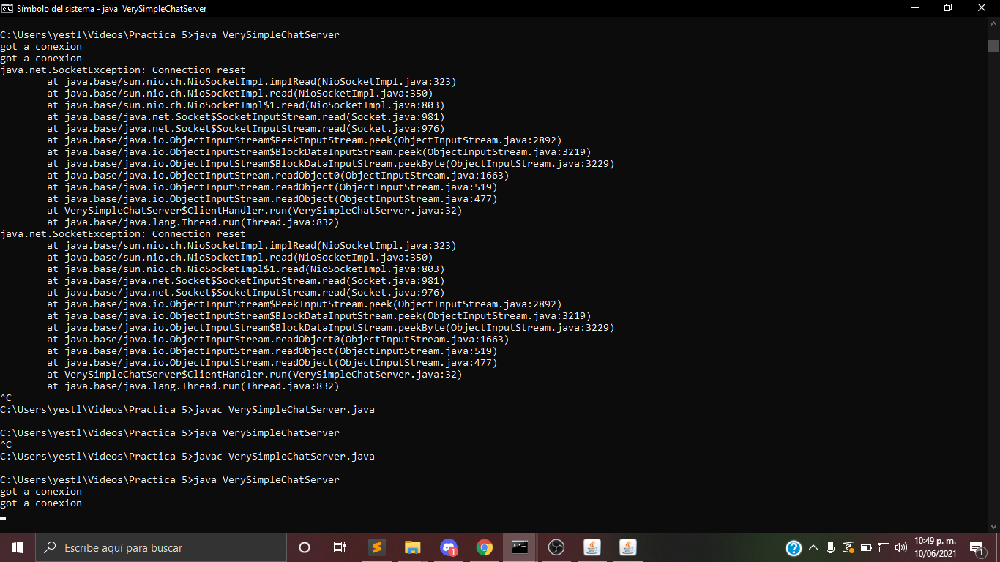 Símbolo del sistema - java  VerySimpleChatServer
C:\Users\yestl\Videos\Practica 5>java VerySimpleChatServer
got a conexion
got a conexion
java.net.SocketException: Connection reset
        at java.base/sun.nio.ch.NioSocketImpl.implRead(NioSocketImpl.java:323)
        at java.base/sun.nio.ch.NioSocketImpl.read(NioSocketImpl.java:350)
        at java.base/sun.nio.ch.NioSocketImpl$1.read(NioSocketImpl.java:803)
        at java.base/java.net.Socket$SocketInputStream.read(Socket.java:981)
        at java.base/java.net.Socket$SocketInputStream.read(Socket.java:976)
        at java.base/java.io.ObjectInputStream$PeekInputStream.peek(ObjectInputStream.java:2892)
        at java.base/java.io.ObjectInputStream$BlockDataInputStream.peek(ObjectInputStream.java:3219)
        at java.base/java.io.ObjectInputStream$BlockDataInputStream.peekByte(ObjectInputStream.java:3229)
        at java.base/java.io.ObjectInputStream.readObject0(ObjectInputStream.java:1663)
        at java.base/java.io.ObjectInputStream.readObject(ObjectInputStream.java:519)
        at java.base/java.io.ObjectInputStream.readObject(ObjectInputStream.java:477)
        at VerySimpleChatServer$ClientHandler.run(VerySimpleChatServer.java:32)
        at java.base/java.lang.Thread.run(Thread.java:832)
java.net.SocketException: Connection reset
        at java.base/sun.nio.ch.NioSocketImpl.implRead(NioSocketImpl.java:323)
        at java.base/sun.nio.ch.NioSocketImpl.read(NioSocketImpl.java:350)
        at java.base/sun.nio.ch.NioSocketImpl$1.read(NioSocketImpl.java:803)
        at java.base/java.net.Socket$SocketInputStream.read(Socket.java:981)
        at java.base/java.net.Socket$SocketInputStream.read(Socket.java:976)
        at java.base/java.io.ObjectInputStream$PeekInputStream.peek(ObjectInputStream.java:2892)
        at java.base/java.io.ObjectInputStream$BlockDataInputStream.peek(ObjectInputStream.java:3219)
        at java.base/java.io.ObjectInputStream$BlockDataInputStream.peekByte(ObjectInputStream.java:3229)
        at java.base/java.io.ObjectInputStream.readObject0(ObjectInputStream.java:1663)
        at java.base/java.io.ObjectInputStream.readObject(ObjectInputStream.java:519)
        at java.base/java.io.ObjectInputStream.readObject(ObjectInputStream.java:477)
        at VerySimpleChatServer$ClientHandler.run(VerySimpleChatServer.java:32)
        at java.base/java.lang.Thread.run(Thread.java:832)
^C
C:\Users\yestl\Videos\Practica 5>javac VerySimpleChatServer.java
C:\Users\yestl\Videos\Practica 5>java VerySimpleChatServer
^C
C:\Users\yestl\Videos\Practica 5>javac VerySimpleChatServer.java
C:\Users\yestl\Videos\Practica 5>java VerySimpleChatServer
got a conexion
got a conexion
Escribe aquí para buscar
1
10:49 p. m.
10/06/2021
1